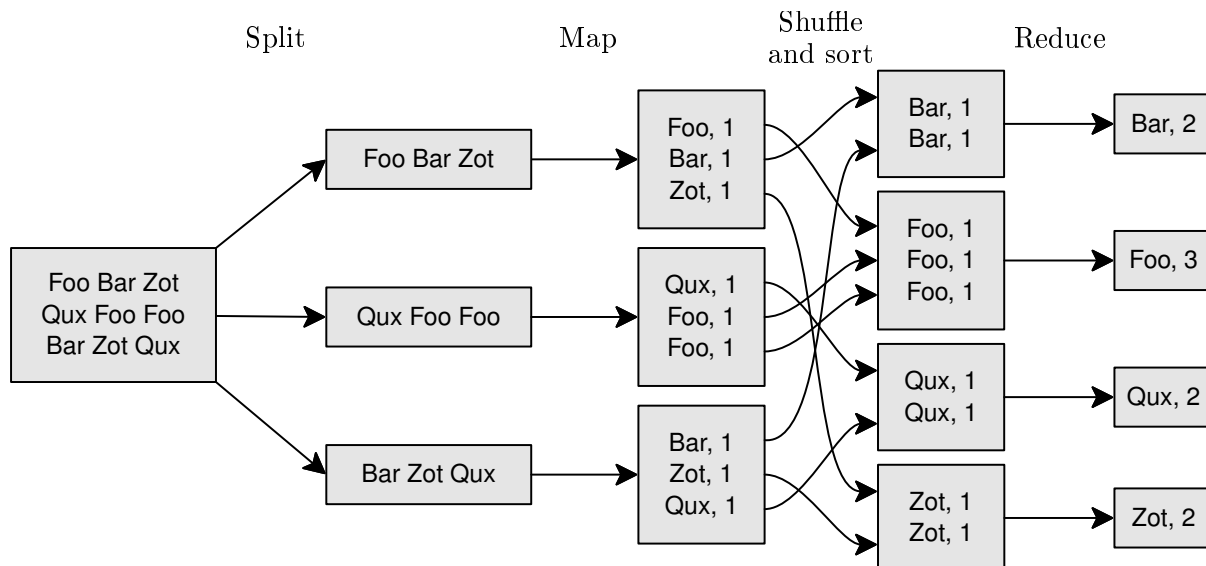 Split
Map
Shuffle
and sort
Reduce
Foo Bar Zot
Qux Foo Foo
Bar Zot Qux
Foo Bar Zot
Qux Foo Foo
Bar Zot Qux
Foo, 1
Bar, 1
Zot, 1
Qux, 1
Foo, 1
Foo, 1
Bar, 1
Zot, 1
Qux, 1
Bar, 1
Bar, 1
Foo, 1
Foo, 1
Foo, 1
Qux, 1
Qux, 1
Zot, 1
Zot, 1
Bar, 2
Foo, 3
Qux, 2
Zot, 2